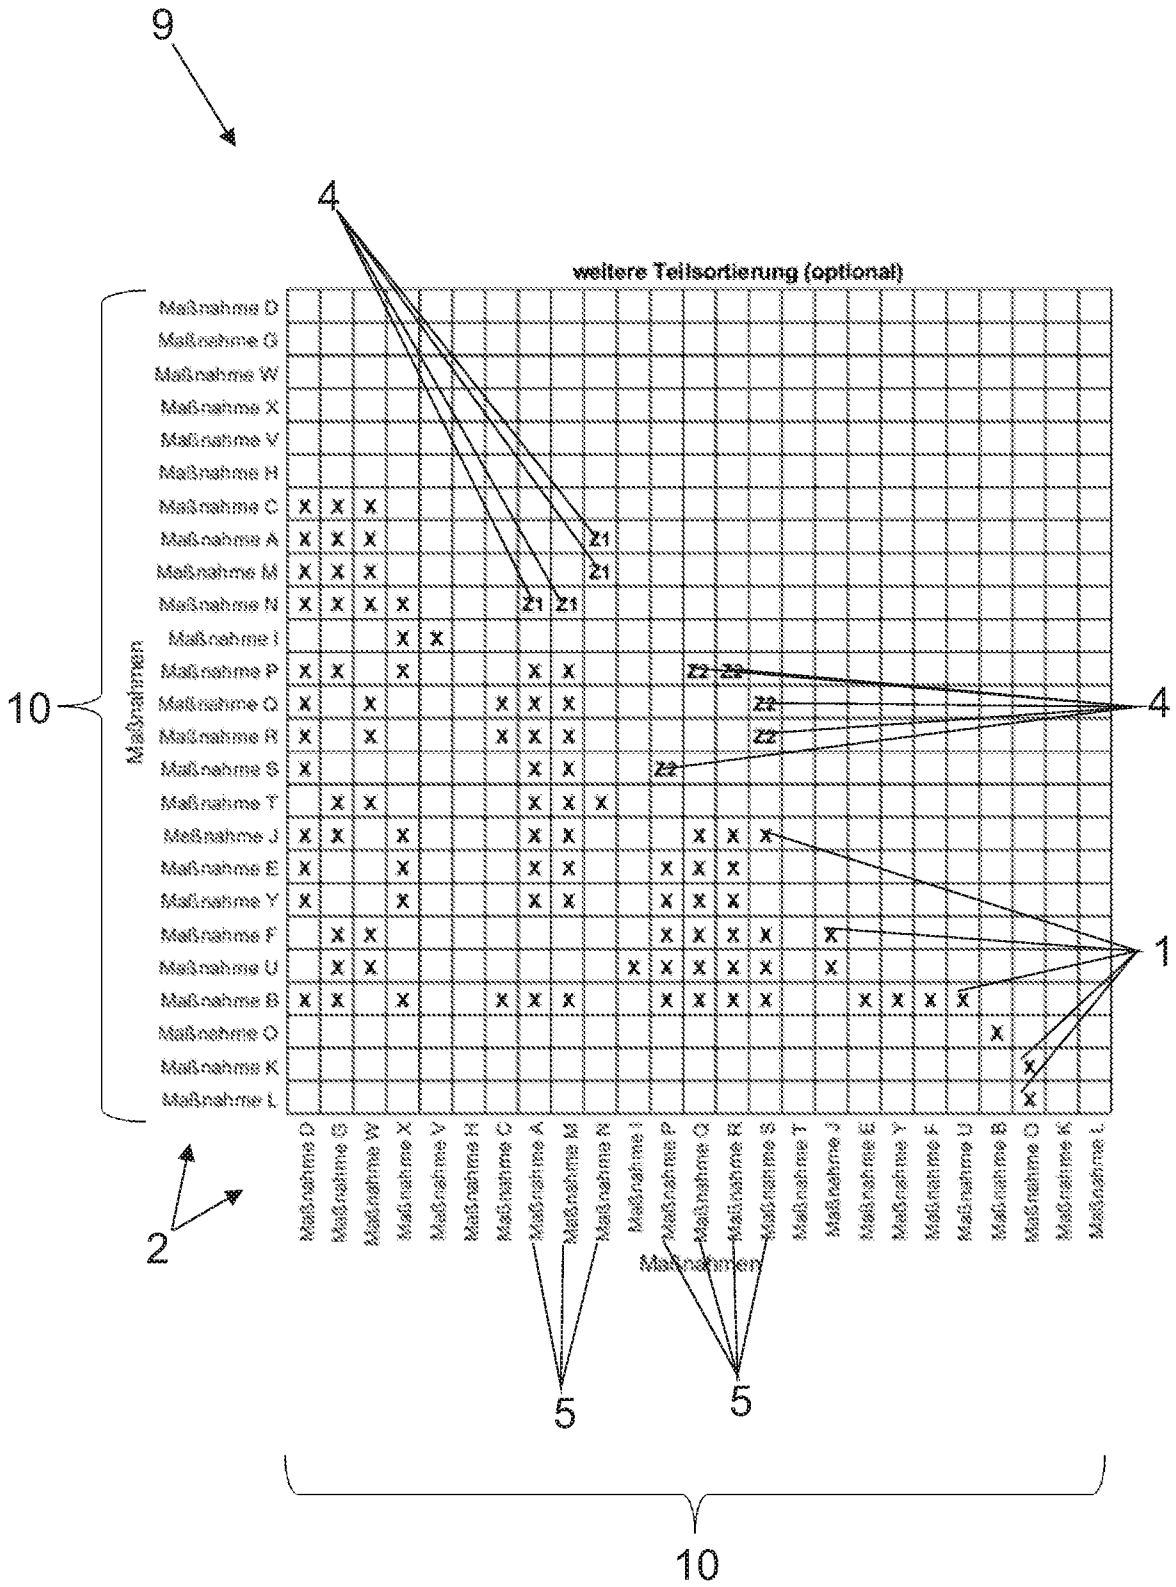 9
4
weitere Teilsortierung (optional)
Maßnahme D
Maßnahme G
Maßnahme W
Maßnahme X
Maßnahme V
Maßnahme H
Maßnahme C X X X
Maßnahme A X X X Z1
Maßnahme M X X X Z1
Maßnahme N X X X X Z1 Z1
Maßnahme I X X
Maßnahme P X X X X X Z2 Z2
Maßnahme Q X X X X X Z2
Maßnahme R X X X X X Z2
Maßnahme S X X X Z2
Maßnahme T X X X X X
Maßnahme J X X X X X X X X
Maßnahme E X X X X X X X
Maßnahme Y X X X X X X X
Maßnahme F X X X X X X X
Maßnahme U X X X X X X X X
Maßnahme B X X X X X X X X X X X X X X
Maßnahme O X
Maßnahme K X
Maßnahme L X
Maßnahmen
10
4
1
2
Maßnahme D
Maßnahme G
Maßnahme W
Maßnahme X
Maßnahme V
Maßnahme H
Maßnahme C
Maßnahme A
Maßnahme M
Maßnahme N
Maßnahme I
Maßnahme P
Maßnahme Q
Maßnahme R
Maßnahme S
Maßnahme T
Maßnahme J
Maßnahme E
Maßnahme Y
Maßnahme F
Maßnahme U
Maßnahme B
Maßnahme O
Maßnahme K
Maßnahme L
Maßnahmen
5
5
10